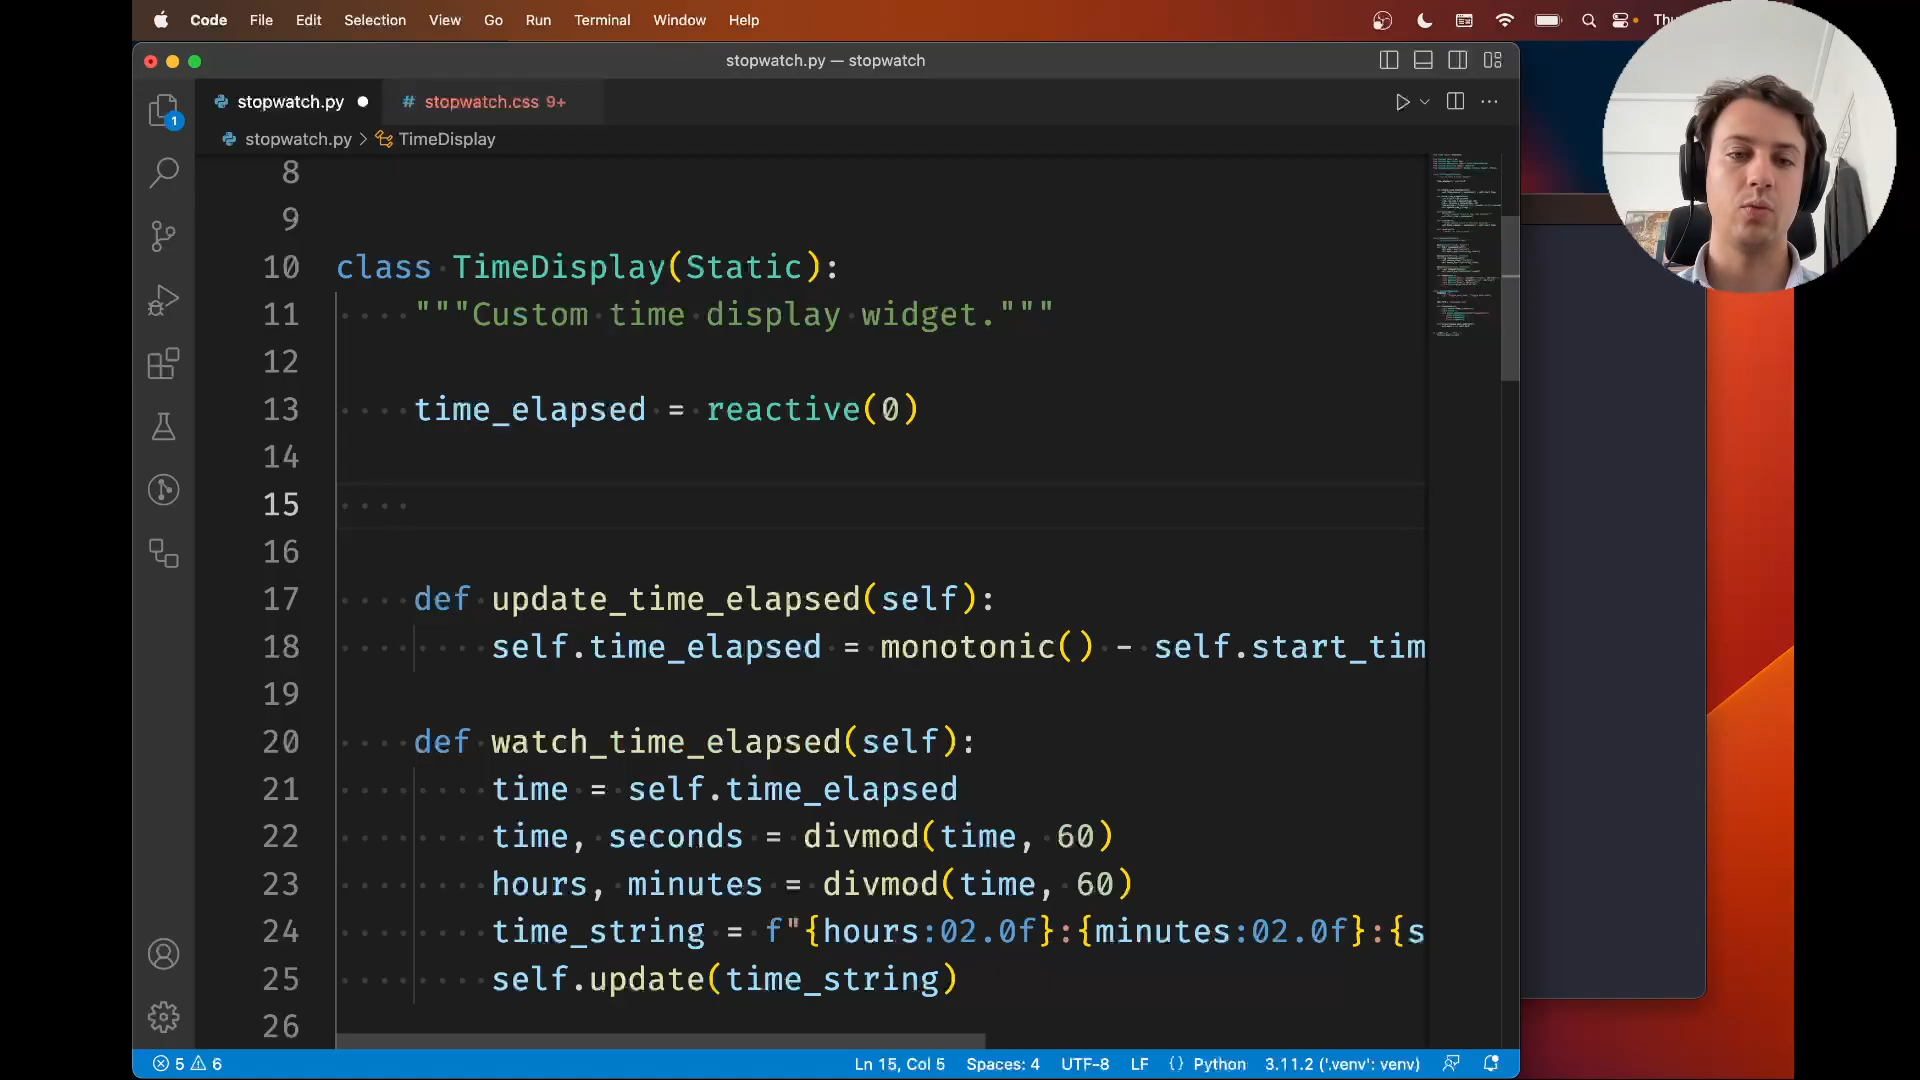 Code File Edit Selection View Go Run Terminal Window Help
stopwatch.py — stopwatch
stopwatch.py stopwatch.css 9+
stopwatch.py TimeDisplay
1
8
9
10 class TimeDisplay(Static):
11 """Custom time display widget."""
12
13 time_elapsed = reactive(0)
14
15
16
17 def update_time_elapsed(self):
18 self.time_elapsed = monotonic() - self.start_tim
19
20 def watch_time_elapsed(self):
21 time = self.time_elapsed
22 time, seconds = divmod(time, 60)
23 hours, minutes = divmod(time, 60)
24 time_string = f"{hours:02.0f}:{minutes:02.0f}:{s
25 self.update(time_string)
26
5 6 Ln 15, Col 5 Spaces: 4 UTF-8 LF {} Python 3.11.2 ('.venv': venv)